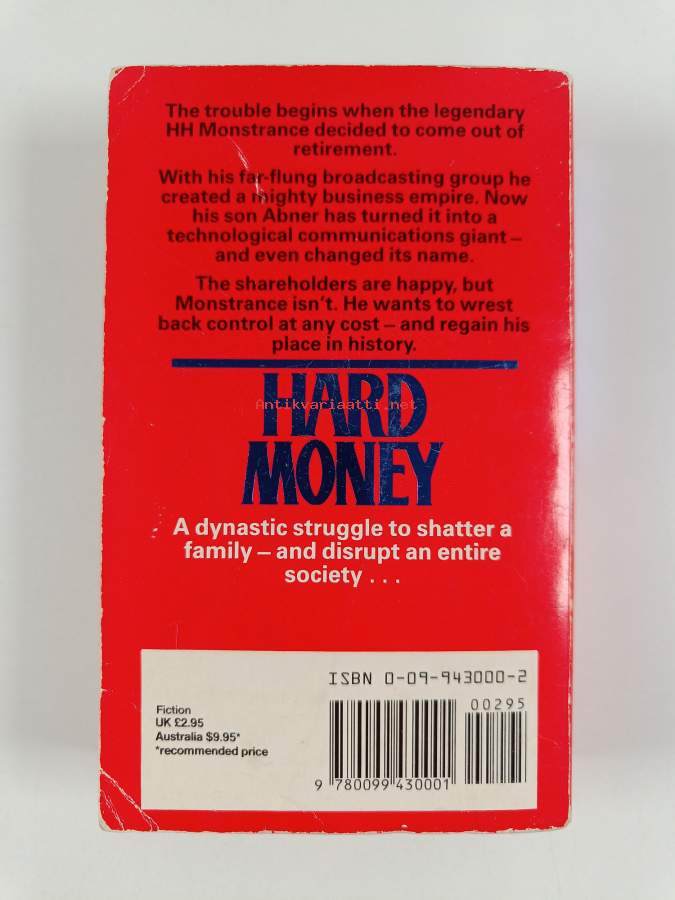 The trouble begins when the legendary
HH Monstrance decided to come out of
retirement.
With his far-flung broadcasting group he
created a mighty business empire. Now
his son Abner has turned it into a
technological communications giant –
and even changed its name.
The shareholders are happy, but
Monstrance isn't. He wants to wrest
back control at any cost – and regain his
place in history.
HARD
Antikvariaatti.net
MONEY
A dynastic struggle to shatter a
family – and disrupt an entire
society . . .
ISBN 0-09-943000-2
00295
Fiction
UK £2.95
Australia $9.95*
*recommended price
9 780099 430001